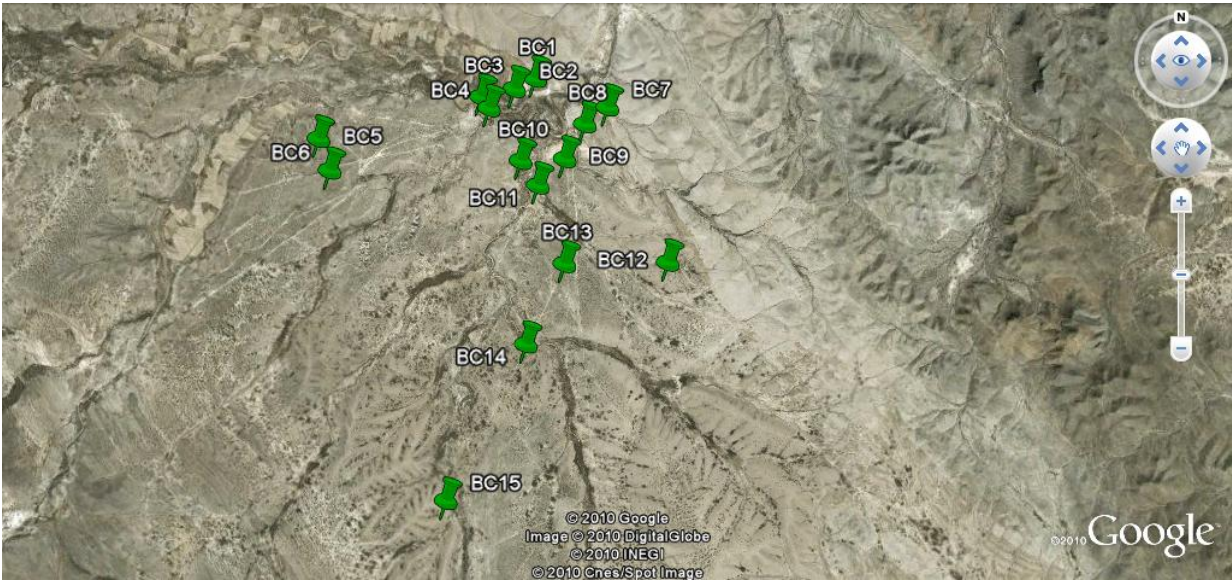 N
BC1
BC3
BC2
BC4
BC8
BC7
BC10
BC5
BC6
BC9
BC11
BC13
BC12
BC14
BC15
© 2010 Google
Image © 2010 DigitalGlobe
© 2010 INEGI
© 2010 Cnes/Spot Image
©2010 Google